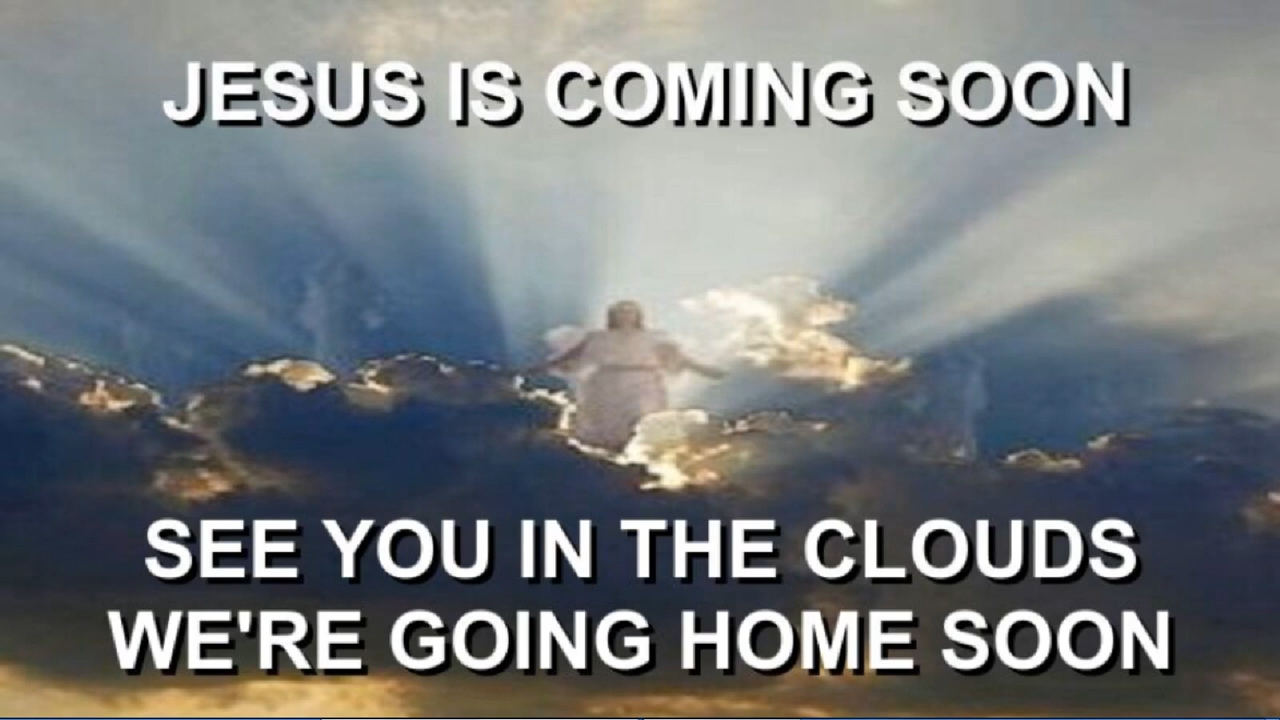 JESUS IS COMING SOON
SEE YOU IN THE CLOUDS
WE'RE GOING HOME SOON